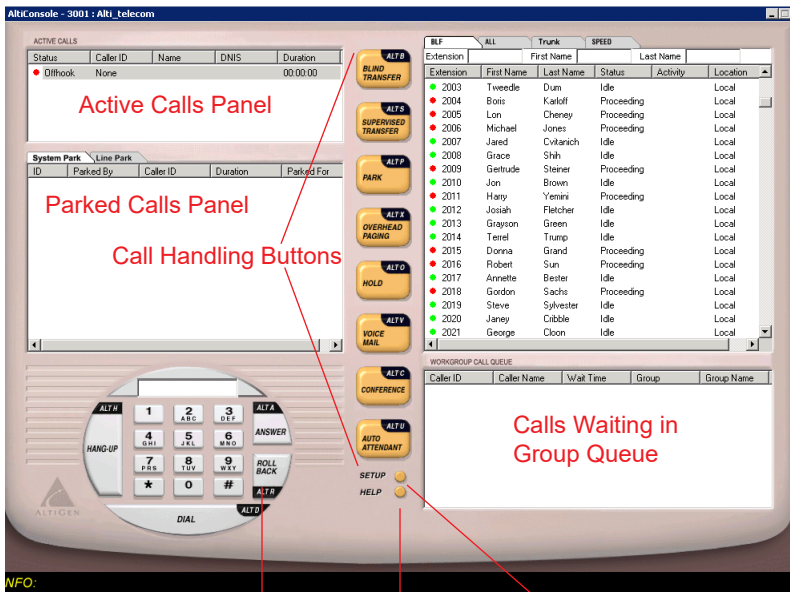 AltiConsole - 3001 : Alti_telecom
ACTIVE CALLS
Status Caller ID Name DNIS Duration
Offhook None 00:00:00
Active Calls Panel
System Park Line Park
ID Parked By Caller ID Duration Parked For
Parked Calls Panel
Call Handling Buttons
ALT B
BLIND
TRANSFER
ALT S
SUPERVISED
TRANSFER
ALT P
PARK
ALT X
OVERHEAD
PAGING
ALT O
HOLD
ALT V
VOICE
MAIL
ALT C
CONFERENCE
ALT U
AUTO
ATTENDANT
SETUP
HELP
BLF ALL Trunk SPEED
Extension First Name Last Name
Extension First Name Last Name Status Activity Location
2003 Tweedle Dum Idle Local
2004 Boris Karloff Proceeding Local
2005 Lon Cheney Proceeding Local
2006 Michael Jones Proceeding Local
2007 Jared Cvitanich Idle Local
2008 Grace Shih Idle Local
2009 Gertrude Steiner Proceeding Local
2010 Jon Brown Idle Local
2011 Harry Yemini Proceeding Local
2012 Josiah Fletcher Idle Local
2013 Grayson Green Idle Local
2014 Terrel Trump Idle Local
2015 Donna Grand Proceeding Local
2016 Robert Sun Proceeding Local
2017 Annette Bester Idle Local
2018 Gordon Sachs Proceeding Local
2019 Steve Sylvester Idle Local
2020 Janey Cribble Idle Local
2021 George Cloon Idle Local
WORKGROUP CALL QUEUE
Caller ID Caller Name Wait Time Group Group Name
Calls Waiting in
Group Queue
ALT H
HANG-UP
1 2 ABC 3 DEF
4 GHI 5 JKL 6 MNO
7 PRS 8 TUV 9 WXY
* 0 #
ALT A
ANSWER
ROLL
BACK
ALT R
ALT D
DIAL
ALTIGEN
NFO: